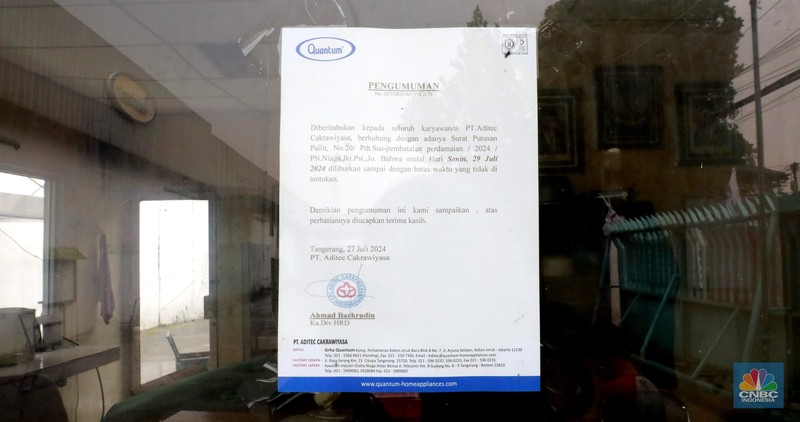 Quantum
PENGUMUMAN
Diberitahukan kepada seluruh karyawan/i PT.Aditec
Cakrawiyasa, berhubung dengan adanya Surat Putusan
Pailit, No.20/ Pdt.Sus-pembatalan perdamaian / 2024 /
PN.Niaga.Jkt.Pst.,Jo. Bahwa mulai Hari Senin, 29 Juli
2024 diliburkan sampai dengan batas waktu yang tidak di
tentukan.
Demikian pengumuman ini kami sampaikan , atas
perhatiannya diucapkan terima kasih.
Tangerang, 27 Juli 2024
PT. Aditec Cakrawiyasa
Ahmad Bachrudin
Ka.Div HRD
PT. ADITEC CAKRAWIYASA
www.quantum-homeappliances.com
CNBC
INDONESIA